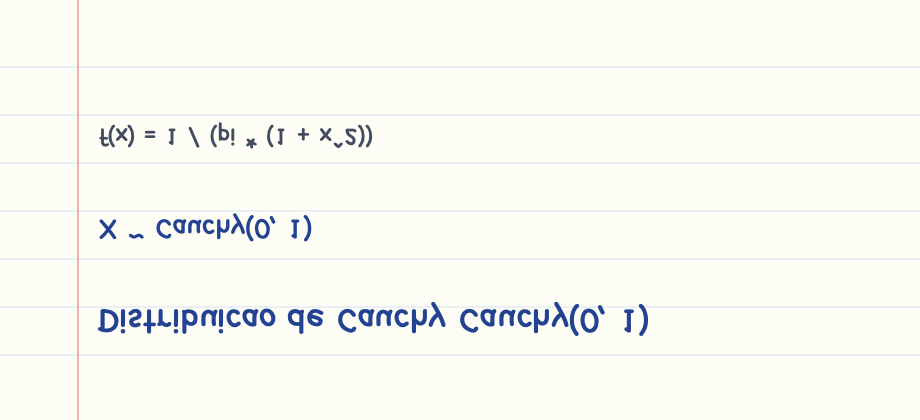 Distribuicao de Cauchy Cauchy(0, 1)
X ~ Cauchy(0, 1)
f(x) = 1 / (pi * (1 + x^2))